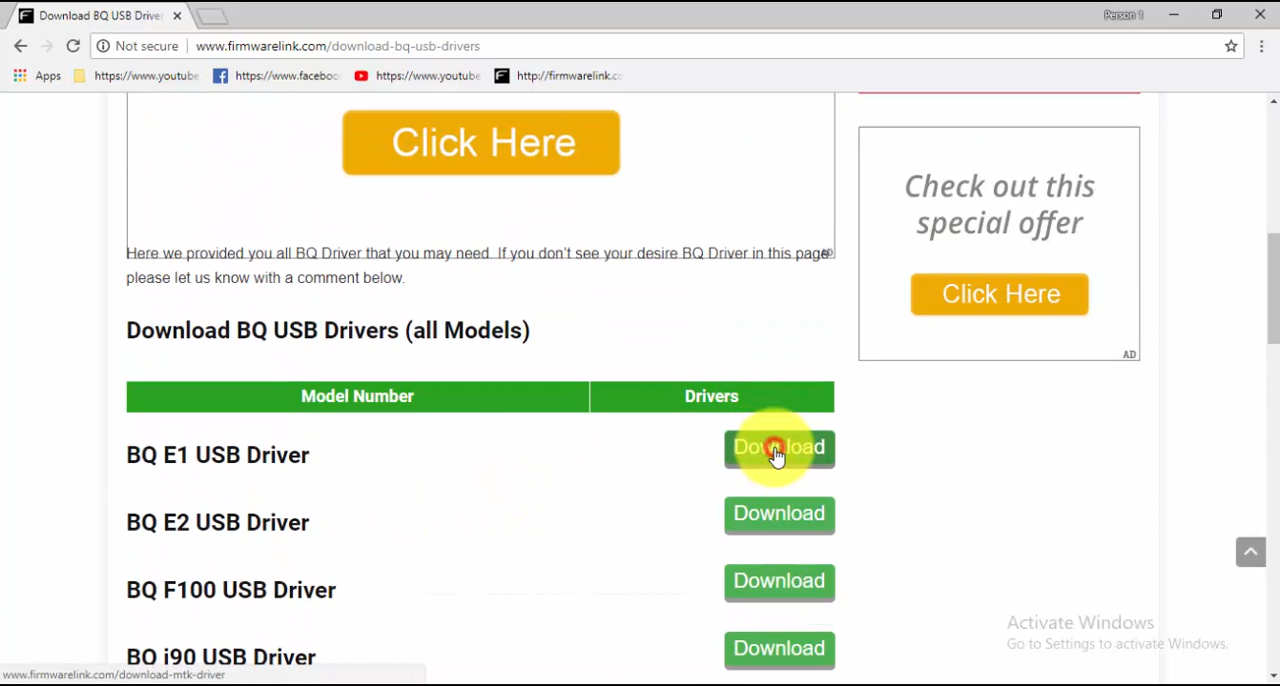 Download BQ USB Driver
Person 1
Not secure
www.firmwarelink.com/download-bq-usb-drivers
Apps
https://www.youtube
https://www.faceboo
https://www.youtube
http://firmwarelink.co
Click Here
Check out this
special offer
Click Here
AD
Here we provided you all BQ Driver that you may need. If you don't see your desire BQ Driver in this page
AD
please let us know with a comment below.
Download BQ USB Drivers (all Models)
Model Number
Drivers
BQ E1 USB Driver
Download
BQ E2 USB Driver
Download
BQ F100 USB Driver
Download
BQ i90 USB Driver
Download
Activate Windows
Go to Settings to activate Windows.
www.firmwarelink.com/download-mtk-driver